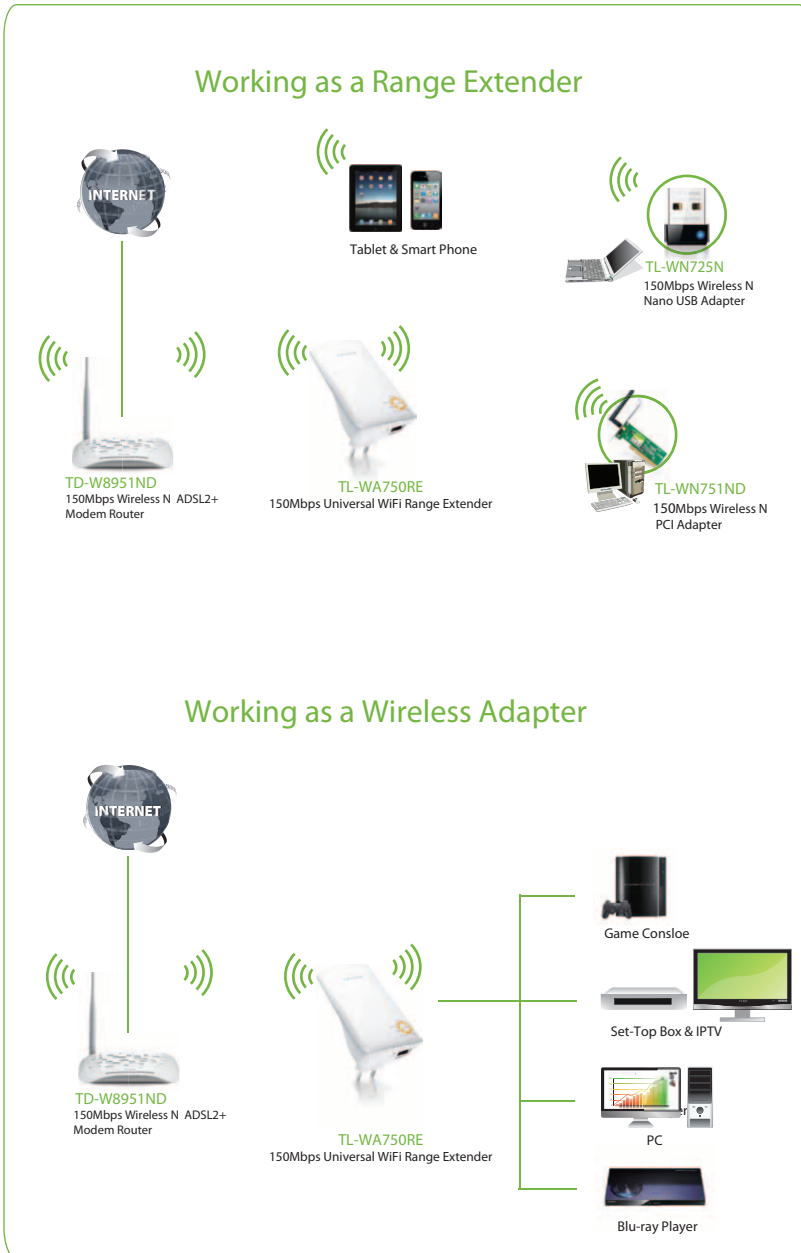 Working as a Range Extender
INTERNET
Tablet & Smart Phone
TL-WN725N
150Mbps Wireless N
Nano USB Adapter
TD-W8951ND
150Mbps Wireless N ADSL2+
Modem Router
TL-WA750RE
150Mbps Universal WiFi Range Extender
TL-WN751ND
150Mbps Wireless N
PCI Adapter
Working as a Wireless Adapter
INTERNET
Game Consloe
Set-Top Box & IPTV
TD-W8951ND
150Mbps Wireless N ADSL2+
Modem Router
TL-WA750RE
150Mbps Universal WiFi Range Extender
PC
Blu-ray Player